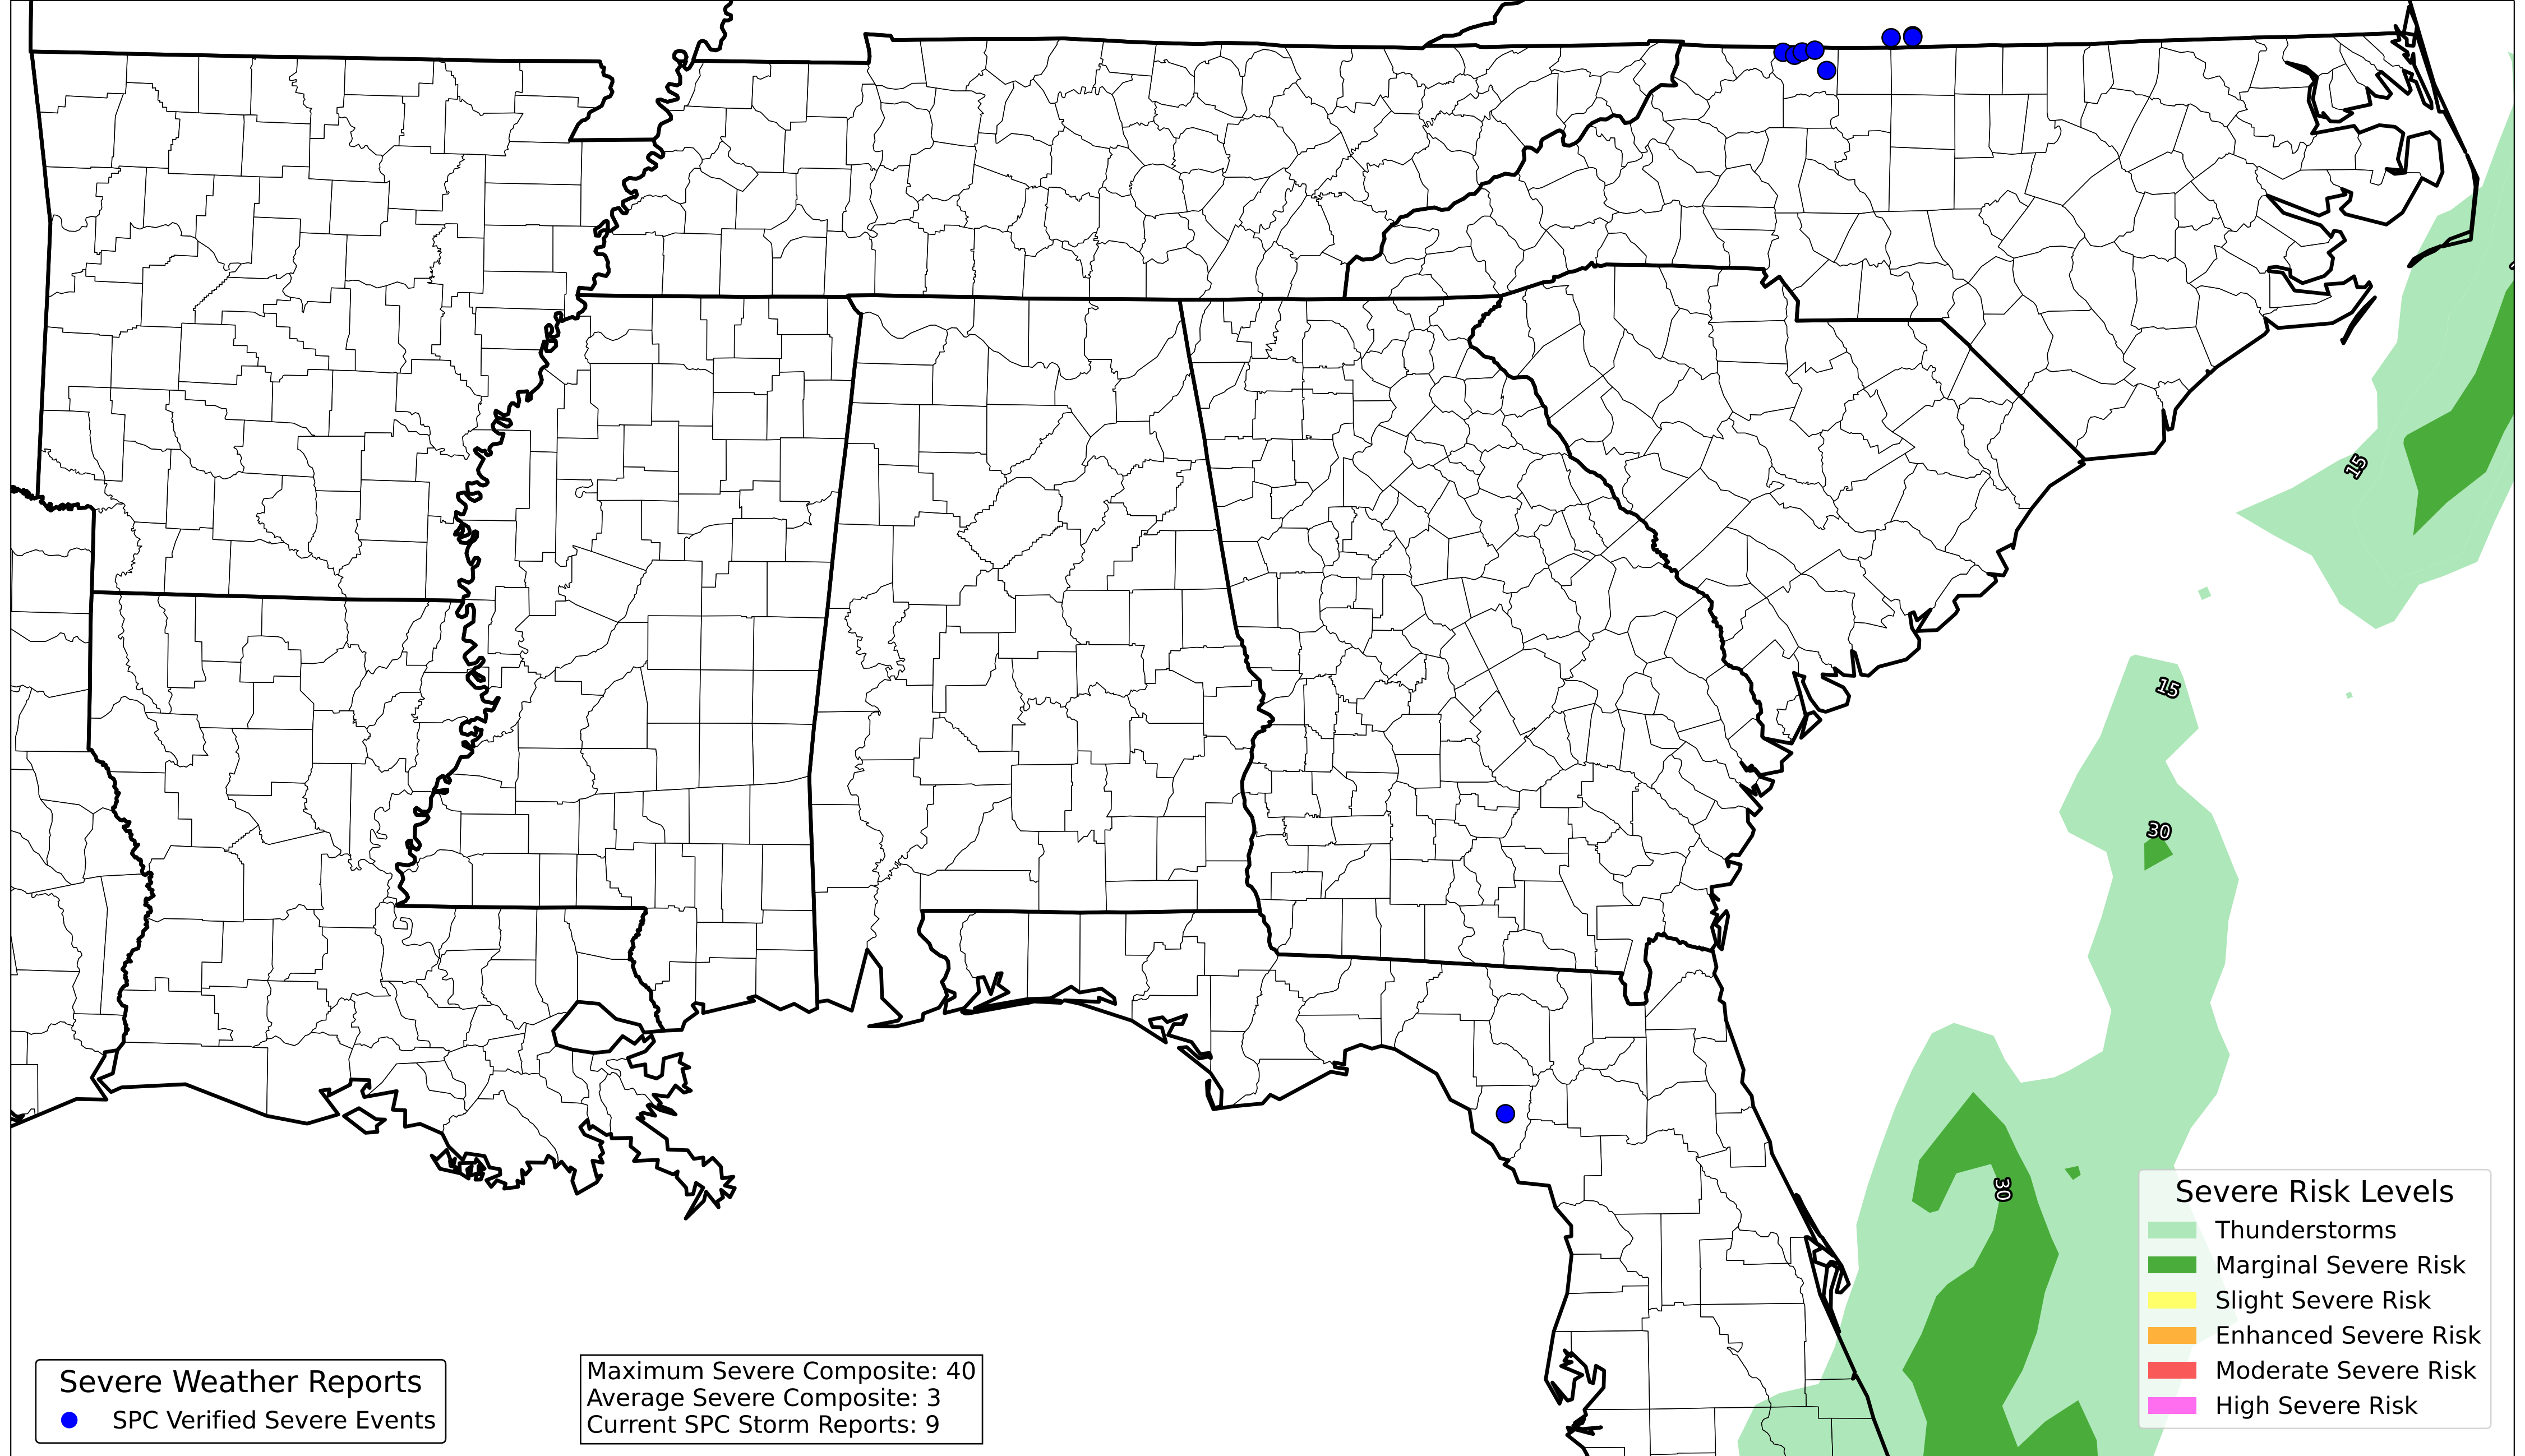 15
15
30
30
Severe Risk Levels
Thunderstorms
Marginal Severe Risk
Slight Severe Risk
Enhanced Severe Risk
Moderate Severe Risk
High Severe Risk
Severe Weather Reports
SPC Verified Severe Events
Maximum Severe Composite: 40
Average Severe Composite: 3
Current SPC Storm Reports: 9